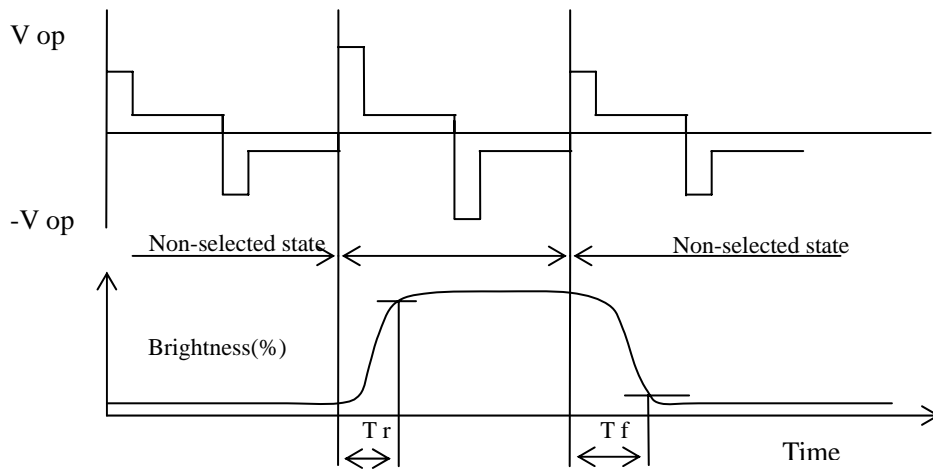 V op
-V op
Non-selected state
Non-selected state
Brightness(%)
T r
T f
Time